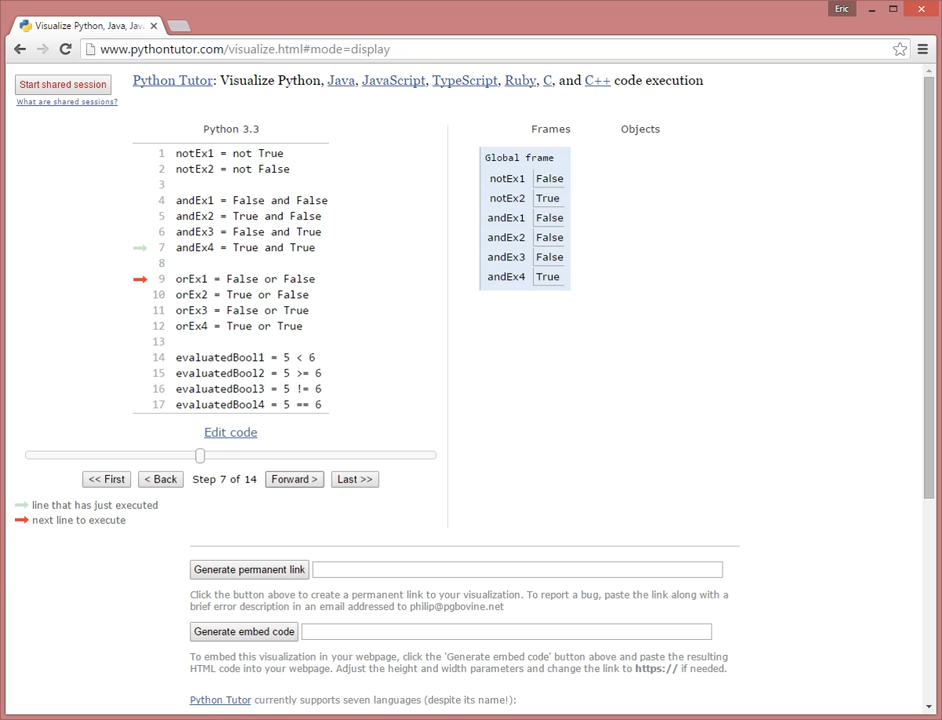 Eric
Visualize Python, Java, Java
www.pythontutor.com/visualize.html#mode=display
Start shared session
What are shared sessions?
Python Tutor: Visualize Python, Java, JavaScript, TypeScript, Ruby, C, and C++ code execution
Python 3.3
1 notEx1 = not True
2 notEx2 = not False
3
4 andEx1 = False and False
5 andEx2 = True and False
6 andEx3 = False and True
7 andEx4 = True and True
8
9 orEx1 = False or False
10 orEx2 = True or False
11 orEx3 = False or True
12 orEx4 = True or True
13
14 evaluatedBool1 = 5 < 6
15 evaluatedBool2 = 5 >= 6
16 evaluatedBool3 = 5 != 6
17 evaluatedBool4 = 5 == 6
Edit code
<< First < Back Step 7 of 14 Forward > Last >>
line that has just executed
next line to execute
Frames Objects
Global frame
notEx1 False
notEx2 True
andEx1 False
andEx2 False
andEx3 False
andEx4 True
Generate permanent link
Click the button above to create a permanent link to your visualization. To report a bug, paste the link along with a
brief error description in an email addressed to philip@pgbovine.net
Generate embed code
To embed this visualization in your webpage, click the 'Generate embed code' button above and paste the resulting
HTML code into your webpage. Adjust the height and width parameters and change the link to https:// if needed.
Python Tutor currently supports seven languages (despite its name!):